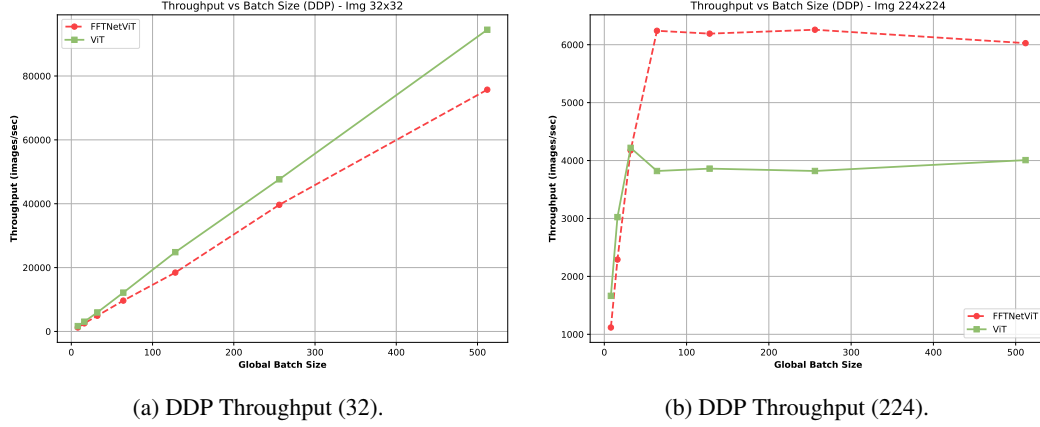 Throughput vs Batch Size (DDP) - Img 32x32
FFTNetViT
ViT
80000
60000
40000
20000
0
Throughput (images/sec)
0 100 200 300 400 500
Global Batch Size
(a) DDP Throughput (32).
Throughput vs Batch Size (DDP) - Img 224x224
6000
5000
4000
3000
2000
1000
Throughput (images/sec)
FFTNetViT
ViT
0 100 200 300 400 500
Global Batch Size
(b) DDP Throughput (224).